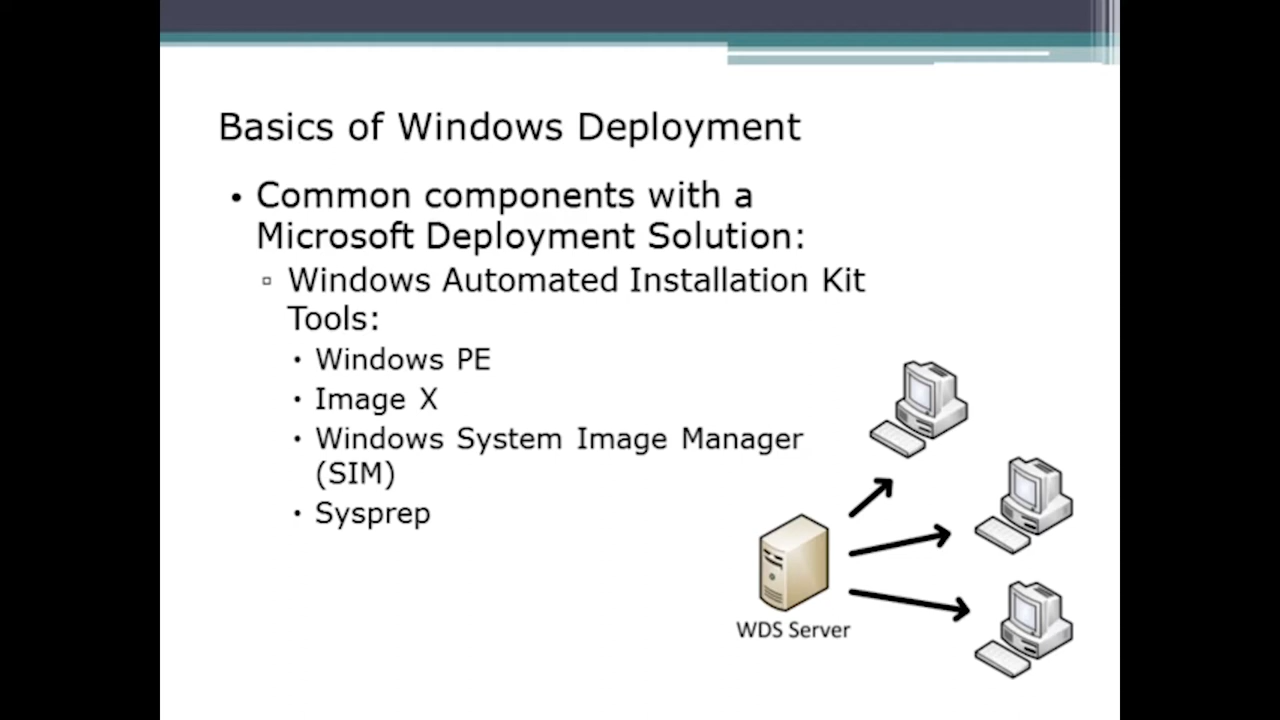 Basics of Windows Deployment
• Common components with a
Microsoft Deployment Solution:
▫ Windows Automated Installation Kit
Tools:
• Windows PE
• Image X
• Windows System Image Manager
(SIM)
• Sysprep
WDS Server